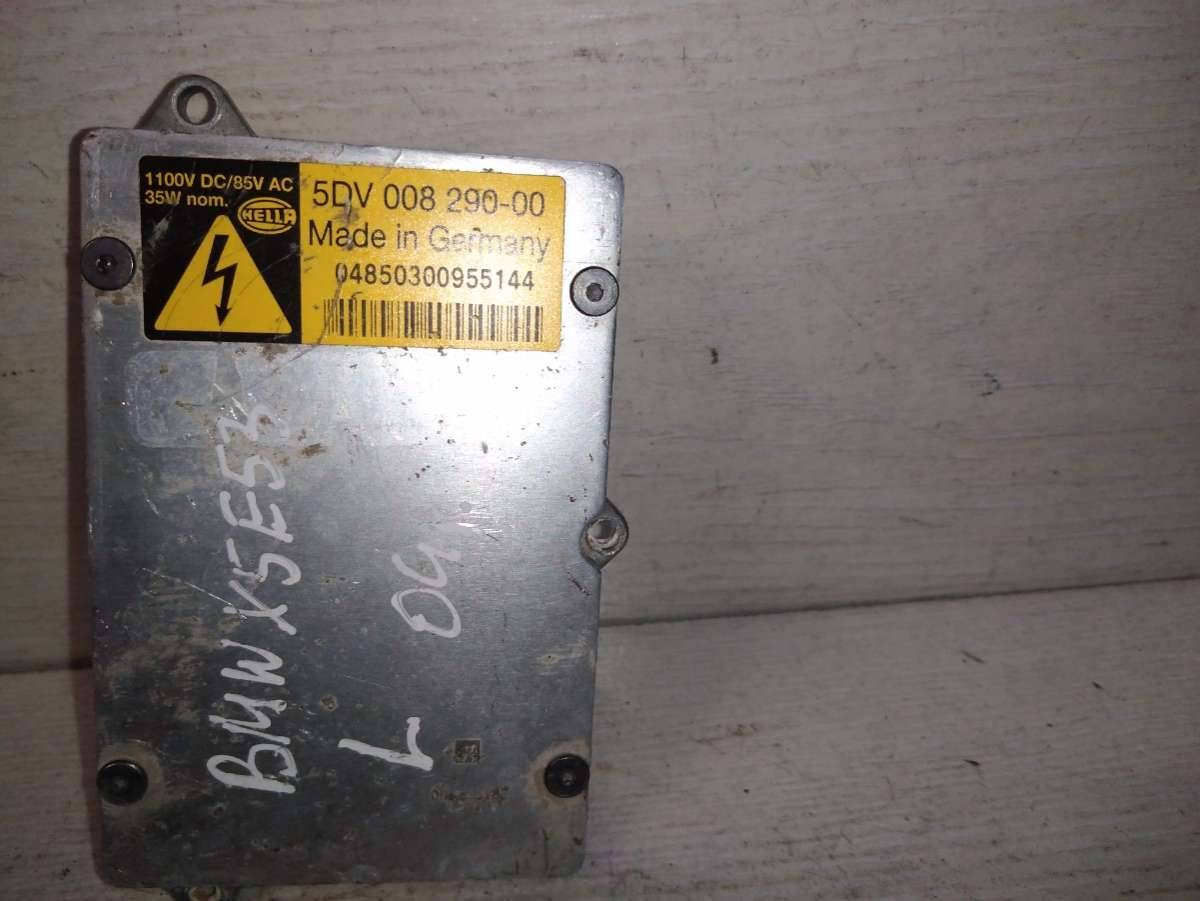 1100V DC/85V AC
35W nom.
HELLA
5DV 008 290-00
Made in Germany
04850300955144
BMW X5 E53
L 04